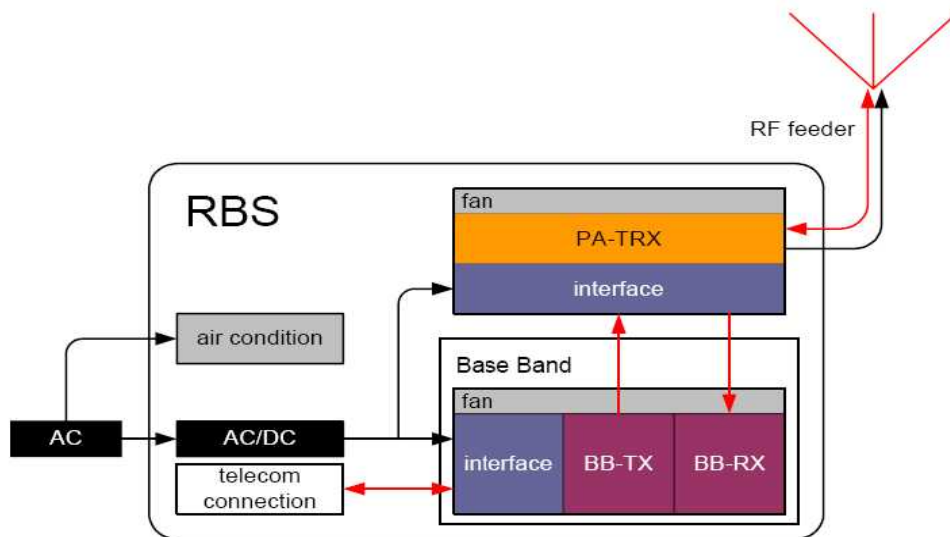 RF feeder
RBS
fan
PA-TRX
interface
air condition
Base Band
fan
AC
AC/DC
interface
BB-TX
BB-RX
telecom
connection